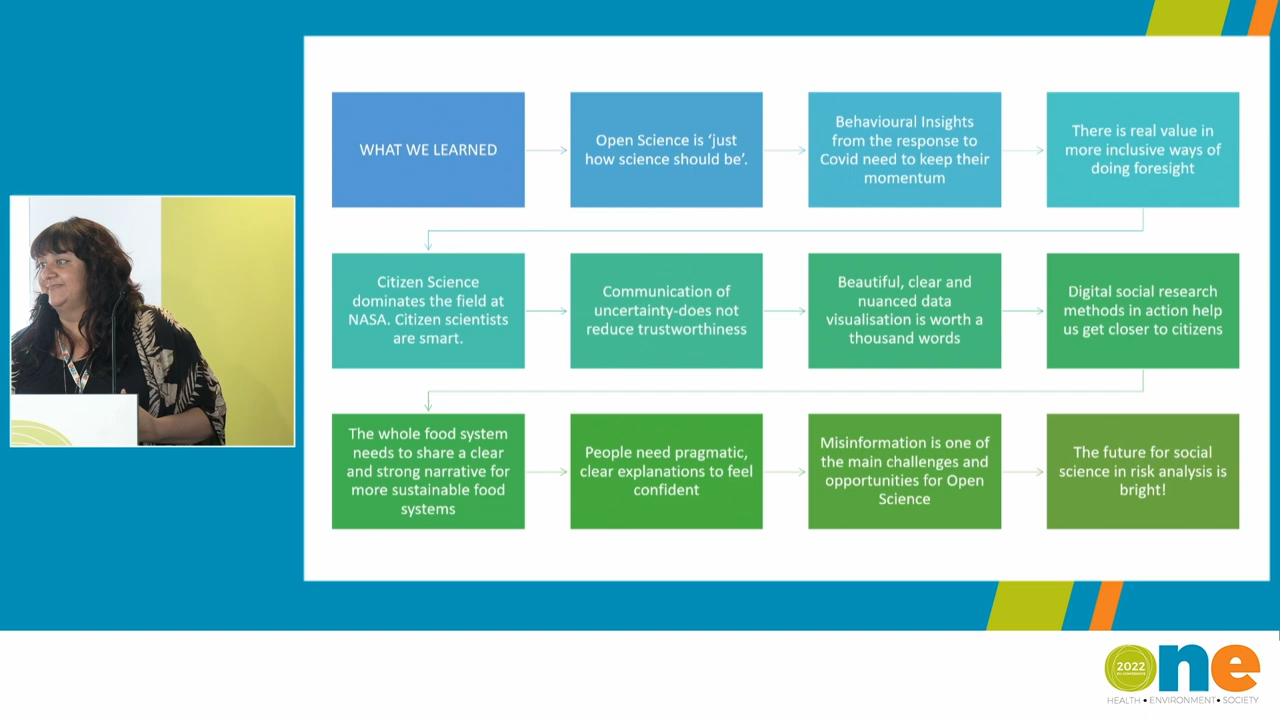 WHAT WE LEARNED
Open Science is ‘just
how science should be’.
Behavioural Insights
from the response to
Covid need to keep their
momentum
There is real value in
more inclusive ways of
doing foresight
Citizen Science
dominates the field at
NASA. Citizen scientists
are smart.
Communication of
uncertainty-does not
reduce trustworthiness
Beautiful, clear and
nuanced data
visualisation is worth a
thousand words
Digital social research
methods in action help
us get closer to citizens
The whole food system
needs to share a clear
and strong narrative for
more sustainable food
systems
People need pragmatic,
clear explanations to feel
confident
Misinformation is one of
the main challenges and
opportunities for Open
Science
The future for social
science in risk analysis is
bright!
2022
EU CONFERENCE
one
HEALTH • ENVIRONMENT • SOCIETY